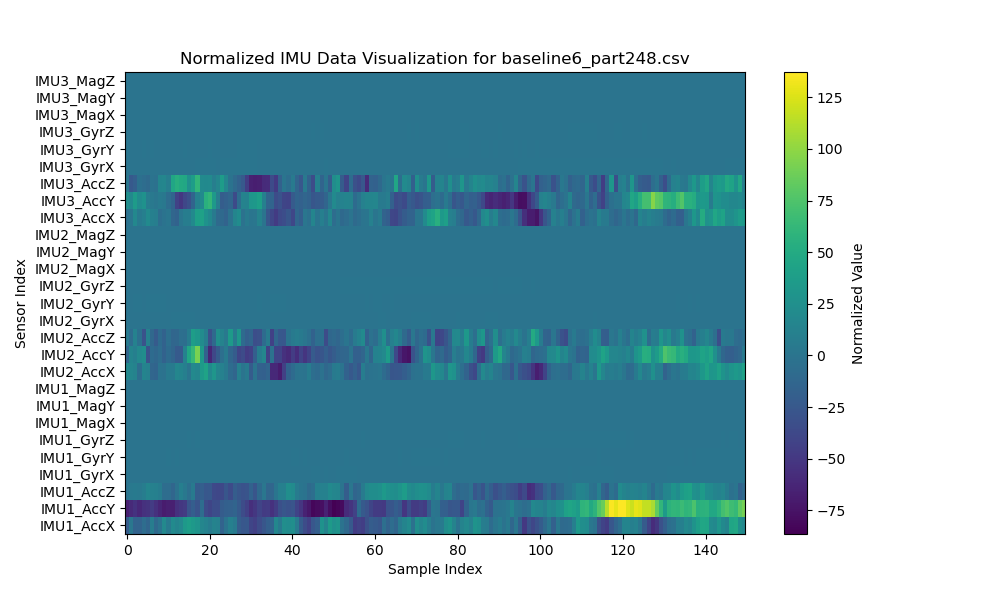 Normalized IMU Data Visualization for baseline6_part248.csv
IMU3_MagZ
IMU3_MagY
IMU3_MagX
IMU3_GyrZ
IMU3_GyrY
IMU3_GyrX
IMU3_AccZ
IMU3_AccY
IMU3_AccX
IMU2_MagZ
IMU2_MagY
IMU2_MagX
IMU2_GyrZ
IMU2_GyrY
IMU2_GyrX
IMU2_AccZ
IMU2_AccY
IMU2_AccX
IMU1_MagZ
IMU1_MagY
IMU1_MagX
IMU1_GyrZ
IMU1_GyrY
IMU1_GyrX
IMU1_AccZ
IMU1_AccY
IMU1_AccX
Sensor Index
0 20 40 60 80 100 120 140
Sample Index
125
100
75
50
25
0
−25
−50
−75
Normalized Value